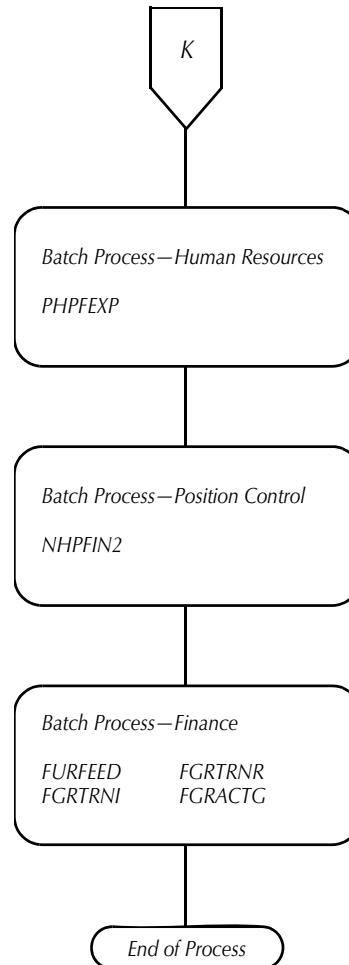 K
Batch Process—Human Resources
PHPFEXP
Batch Process—Position Control
NHPFIN2
Batch Process—Finance
FURFEED FGRTRNR
FGRTRNI FGRACTG
End of Process